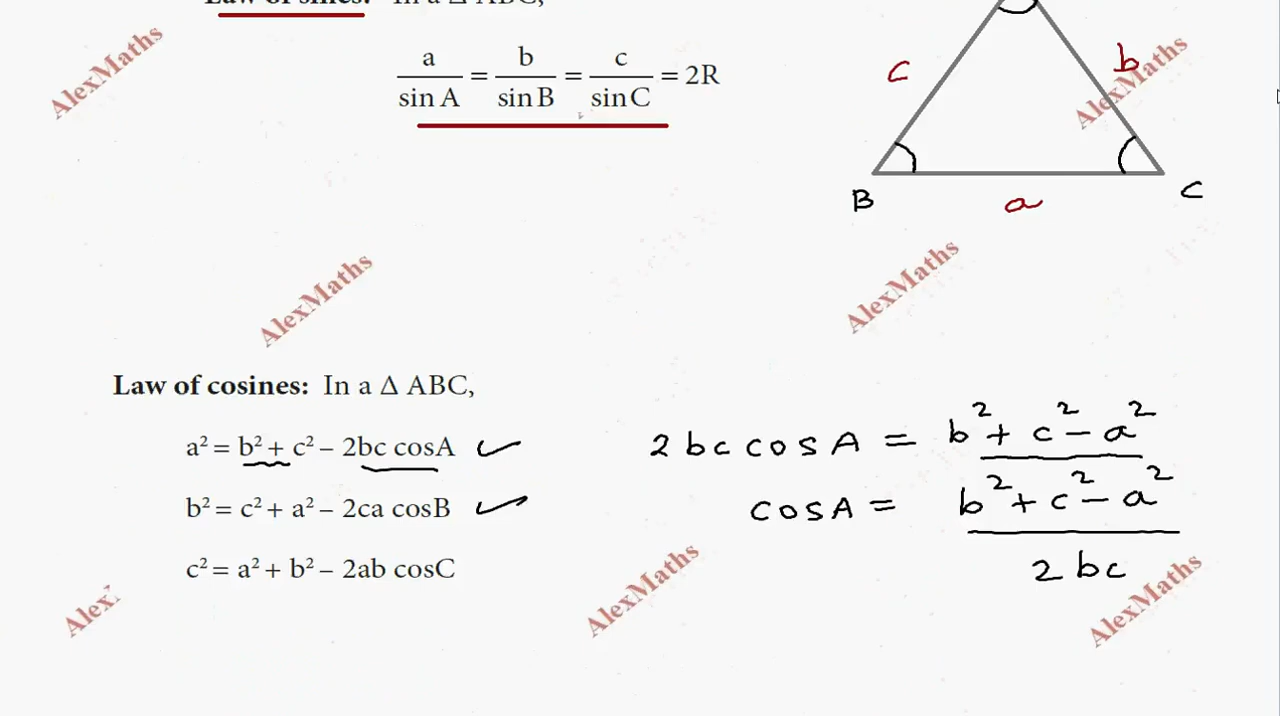 Law of sines: In a Δ ABC,
a/sin A = b/sin B = c/sin C = 2R
c
b
B
a
C
AlexMaths
AlexMaths
AlexMaths
AlexMaths
Law of cosines: In a Δ ABC,
a² = b² + c² – 2bc cosA
b² = c² + a² – 2ca cosB
c² = a² + b² – 2ab cosC
2bc cosA = b² + c² – a²
cosA = b² + c² – a² / 2bc
Alex
AlexMaths
AlexMaths